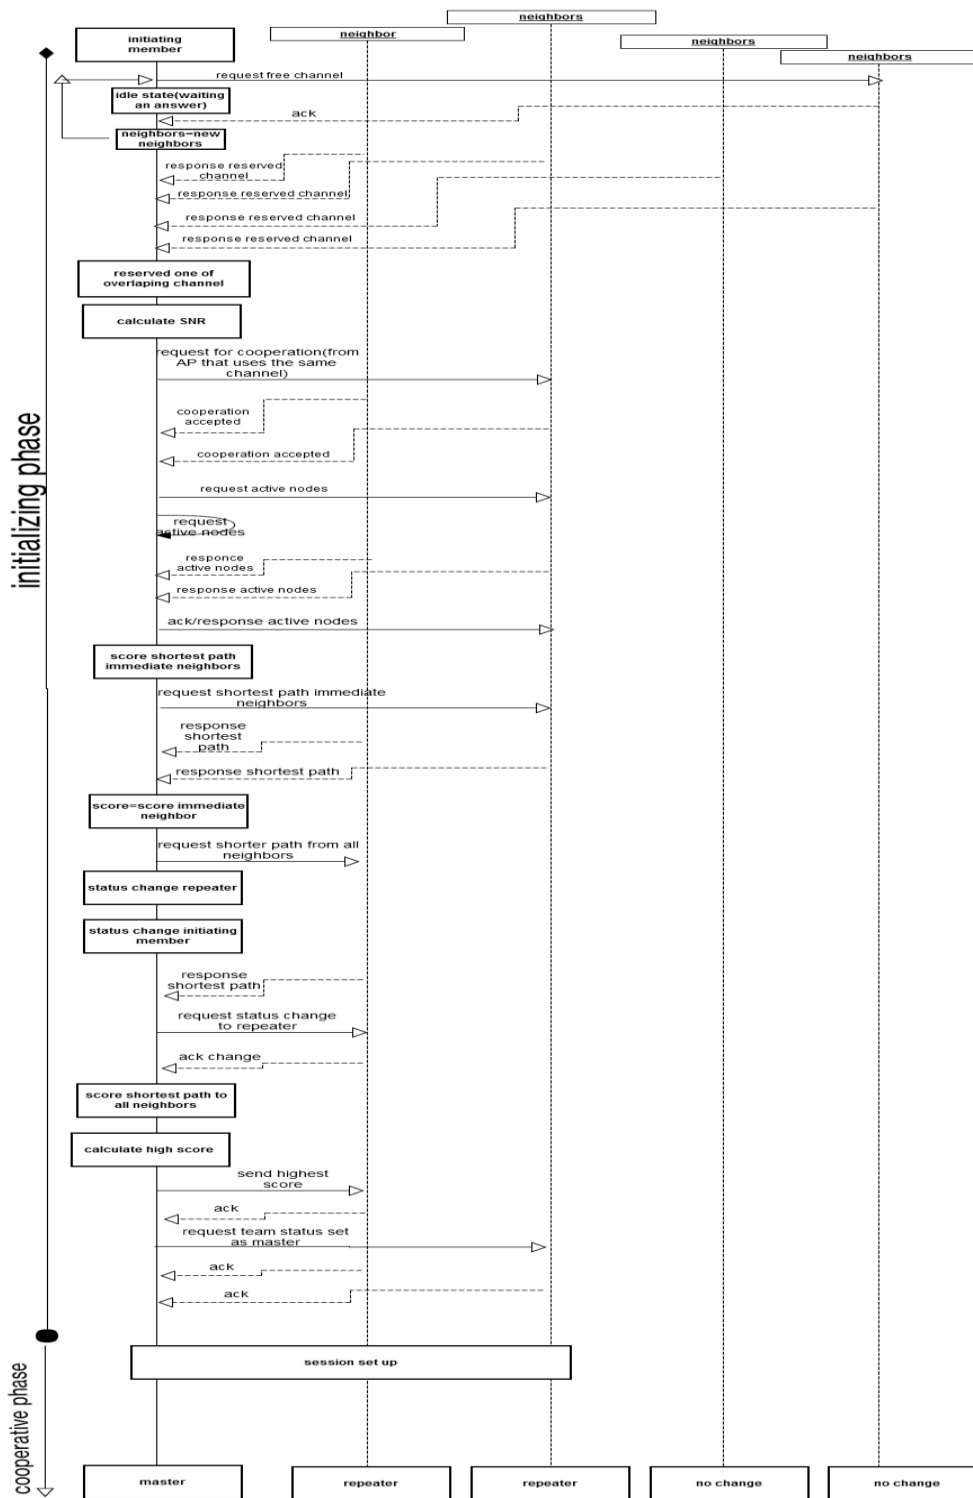 neighbors
neighbor
initiating
member
neighbors
neighbors
request free channel
idle state(waiting
an answer)
ack
neighbors=new
neighbors
response reserved
channel
response reserved channel
response reserved channel
response reserved channel
reserved one of
overlaping channel
calculate SNR
request for cooperation(from
AP that uses the same
channel)
cooperation
accepted
cooperation accepted
request active nodes
request
active nodes
responce
active nodes
response active nodes
ack/response active nodes
score shortest path
immediate neighbors
request shortest path immediate
neighbors
response
shortest
path
response shortest path
score=score immediate
neighbor
request shorter path from all
neighbors
status change repeater
status change initiating
member
response
shortest path
request status change
to repeater
ack change
score shortest path to
all neighbors
calculate high score
send highest
score
ack
request team status set
as master
ack
ack
initializing phase
session set up
cooperative phase
master
repeater
repeater
no change
no change